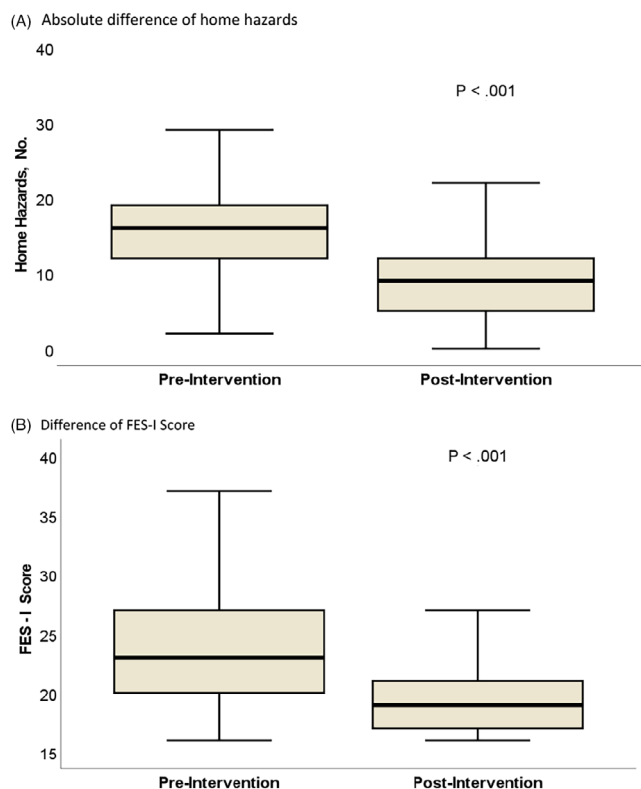 (A) Absolute difference of home hazards
40
P < .001
30
20
10
0
Home Hazards, No.
Pre-Intervention Post-Intervention
(B) Difference of FES-I Score
40
P < .001
35
30
25
20
15
FES - I Score
Pre-Intervention Post-Intervention